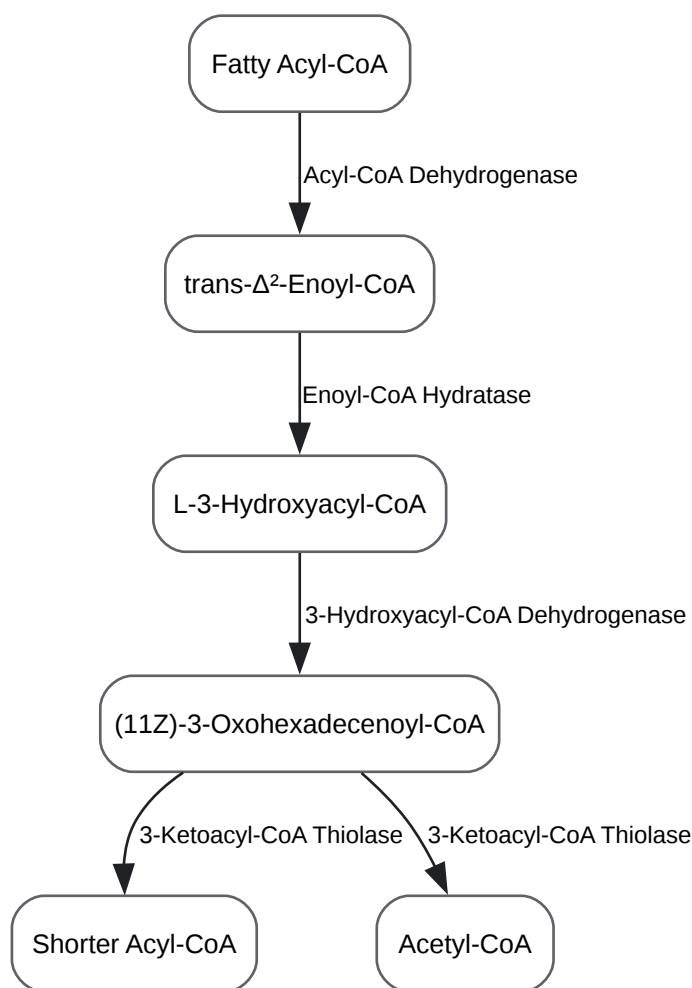 Fatty Acyl-CoA
Acyl-CoA Dehydrogenase
trans-Δ²-Enoyl-CoA
Enoyl-CoA Hydratase
L-3-Hydroxyacyl-CoA
3-Hydroxyacyl-CoA Dehydrogenase
(11Z)-3-Oxohexadecenoyl-CoA
3-Ketoacyl-CoA Thiolase
3-Ketoacyl-CoA Thiolase
Shorter Acyl-CoA
Acetyl-CoA